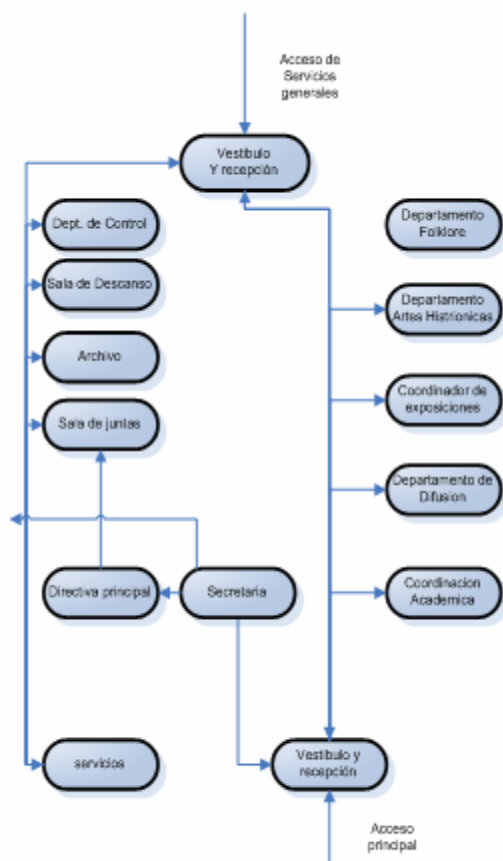 Acceso de
Servicios
generales
Vestibulo
Y recepción
Dept. de Control
Departamento
Folklore
Sala de Descanso
Departamento
Artes Histrionicas
Archivo
Coordinador de
exposiciones
Sala de juntas
Departamento de
Difusion
Directiva principal
Secretaria
Coordinacion
Academica
servicios
Vestibulo y
recepción
Acceso
principal